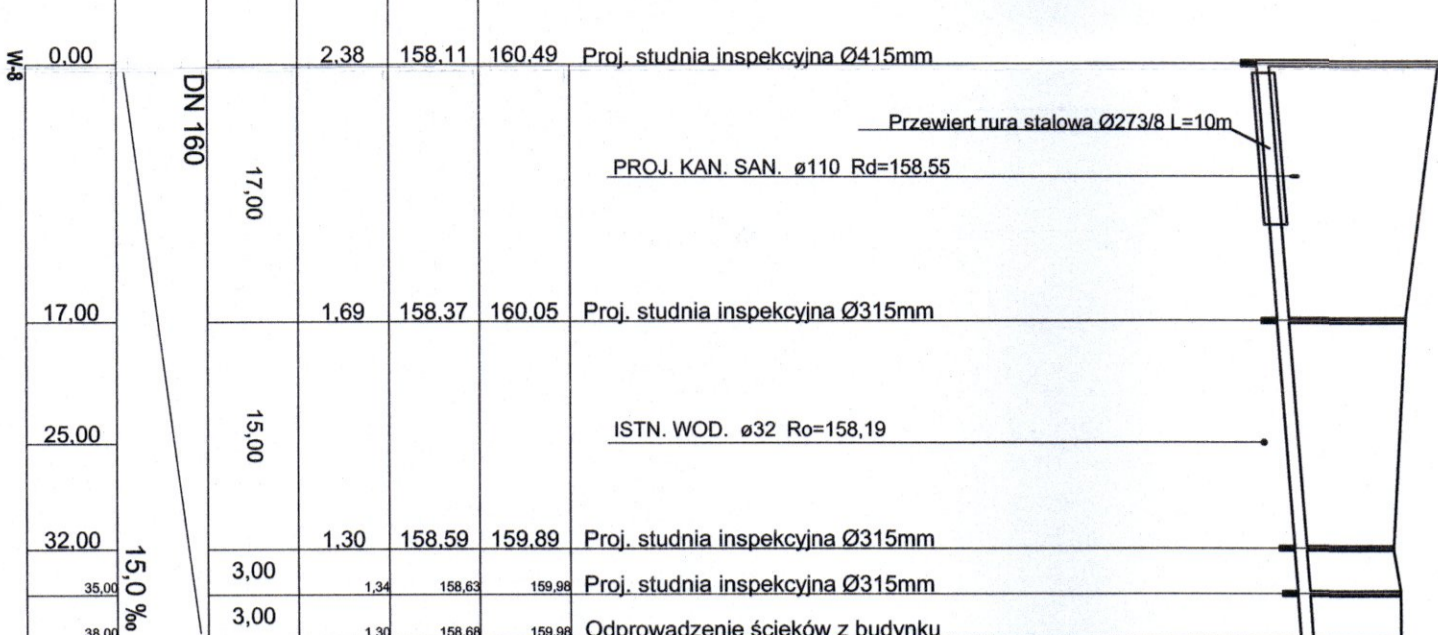 W-8
0,00 2,38 158,11 160,49 Proj. studnia inspekcyjna Ø415mm
DN 160
Przewiert rura stalowa Ø273/8 L=10m
17,00
PROJ. KAN. SAN. ø110 Rd=158,55
17,00 1,69 158,37 160,05 Proj. studnia inspekcyjna Ø315mm
15,00
25,00 ISTN. WOD. ø32 Ro=158,19
32,00 1,30 158,59 159,89 Proj. studnia inspekcyjna Ø315mm
15,0 ‰
3,00
35,00 1,34 158,63 159,98 Proj. studnia inspekcyjna Ø315mm
3,00
38,00 1,30 158,68 159,98 Odprowadzenie ścieków z budynku